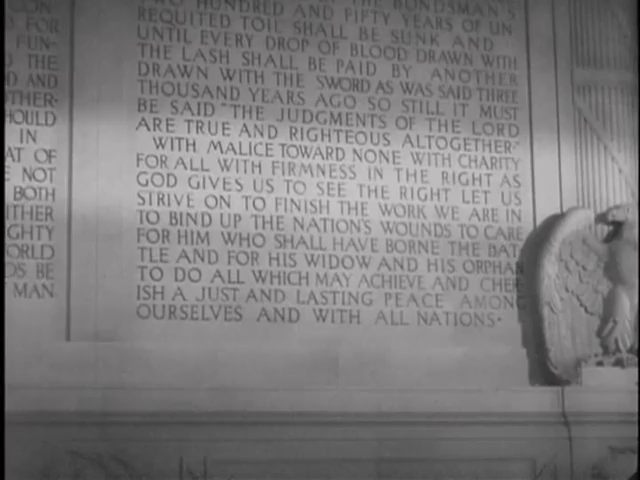 CON-
D FOR
FUN-
THE
D AND
OTHER-
HOULD
IN
AT OF
E NOT
BOTH
ITHER
GHTY
ORLD
DS BE
MAN
THE BONDSMAN'S
TWO HUNDRED AND FIFTY YEARS OF UN
REQUITED TOIL SHALL BE SUNK AND
UNTIL EVERY DROP OF BLOOD DRAWN WITH
THE LASH SHALL BE PAID BY ANOTHER
DRAWN WITH THE SWORD AS WAS SAID THREE
THOUSAND YEARS AGO SO STILL IT MUST
BE SAID "THE JUDGMENTS OF THE LORD
ARE TRUE AND RIGHTEOUS ALTOGETHER·"
WITH MALICE TOWARD NONE WITH CHARITY
FOR ALL WITH FIRMNESS IN THE RIGHT AS
GOD GIVES US TO SEE THE RIGHT LET US
STRIVE ON TO FINISH THE WORK WE ARE IN
TO BIND UP THE NATION'S WOUNDS TO CARE
FOR HIM WHO SHALL HAVE BORNE THE BAT
TLE AND FOR HIS WIDOW AND HIS ORPHAN
TO DO ALL WHICH MAY ACHIEVE AND CHER
ISH A JUST AND LASTING PEACE AMONG
OURSELVES AND WITH ALL NATIONS·